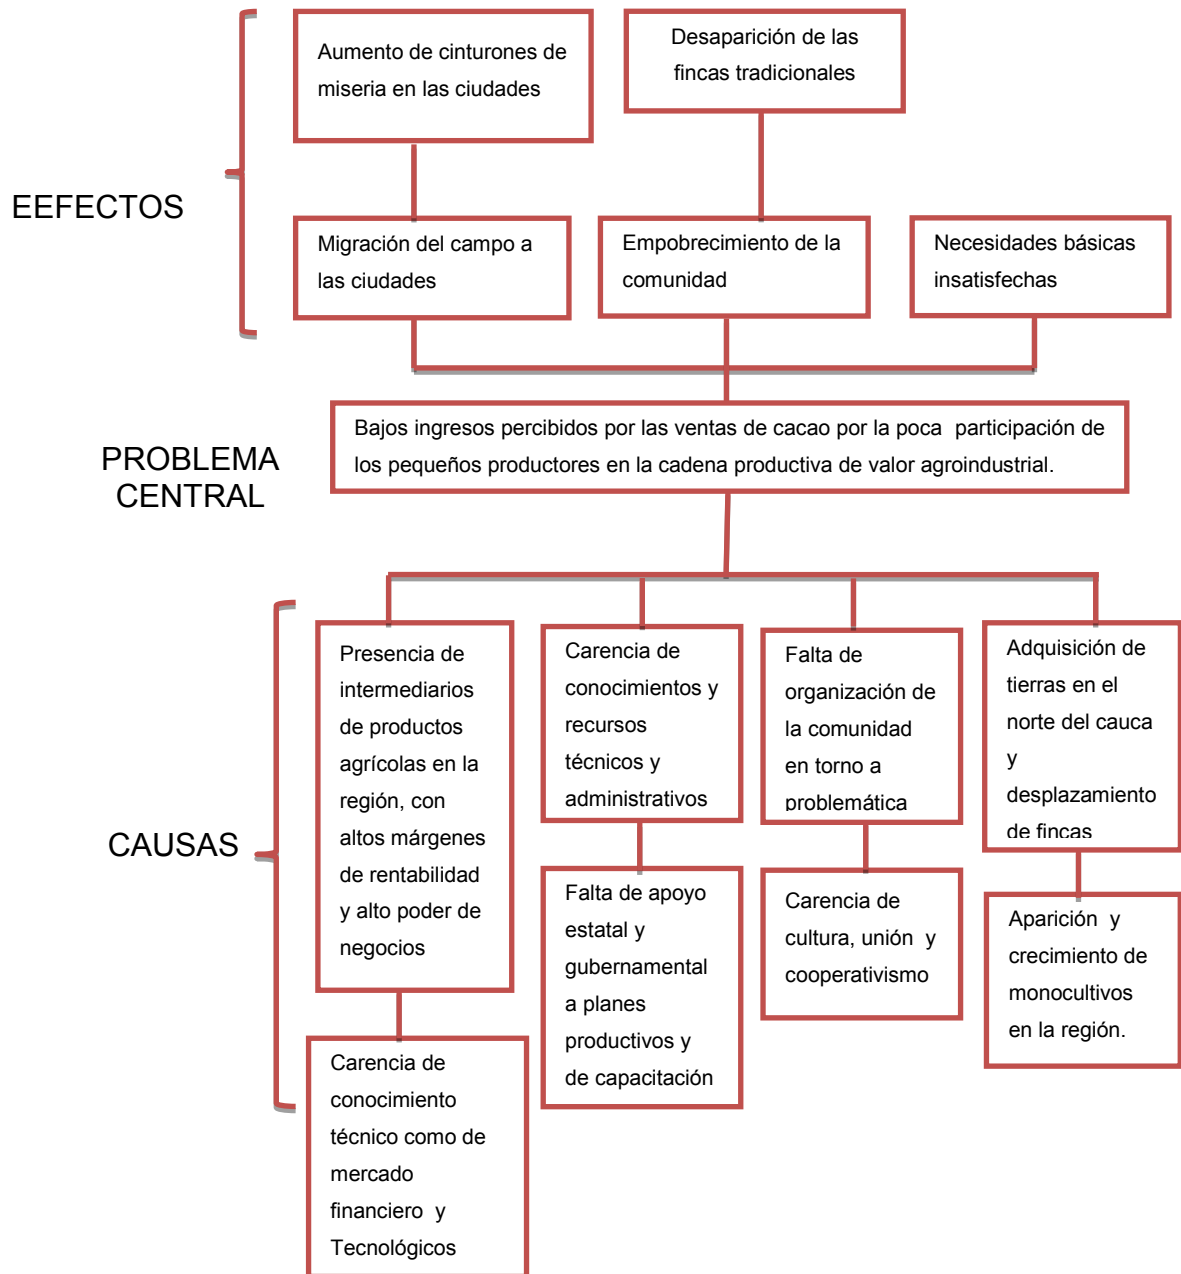 Aumento de cinturones de
miseria en las ciudades
Desaparición de las
fincas tradicionales
EEFECTOS
Migración del campo a
las ciudades
Empobrecimiento de la
comunidad
Necesidades básicas
insatisfechas
PROBLEMA
CENTRAL
Bajos ingresos percibidos por las ventas de cacao por la poca participación de
los pequeños productores en la cadena productiva de valor agroindustrial.
CAUSAS
Presencia de
intermediarios
de productos
agrícolas en la
región, con
altos márgenes
de rentabilidad
y alto poder de
negocios
Carencia de
conocimientos y
recursos
técnicos y
administrativos
Falta de
organización de
la comunidad
en torno a
problemática
Adquisición de
tierras en el
norte del cauca
y
desplazamiento
de fincas
Carencia de
conocimiento
técnico como de
mercado
financiero y
Tecnológicos
Falta de apoyo
estatal y
gubernamental
a planes
productivos y
de capacitación
Carencia de
cultura, unión y
cooperativismo
Aparición y
crecimiento de
monocultivos
en la región.